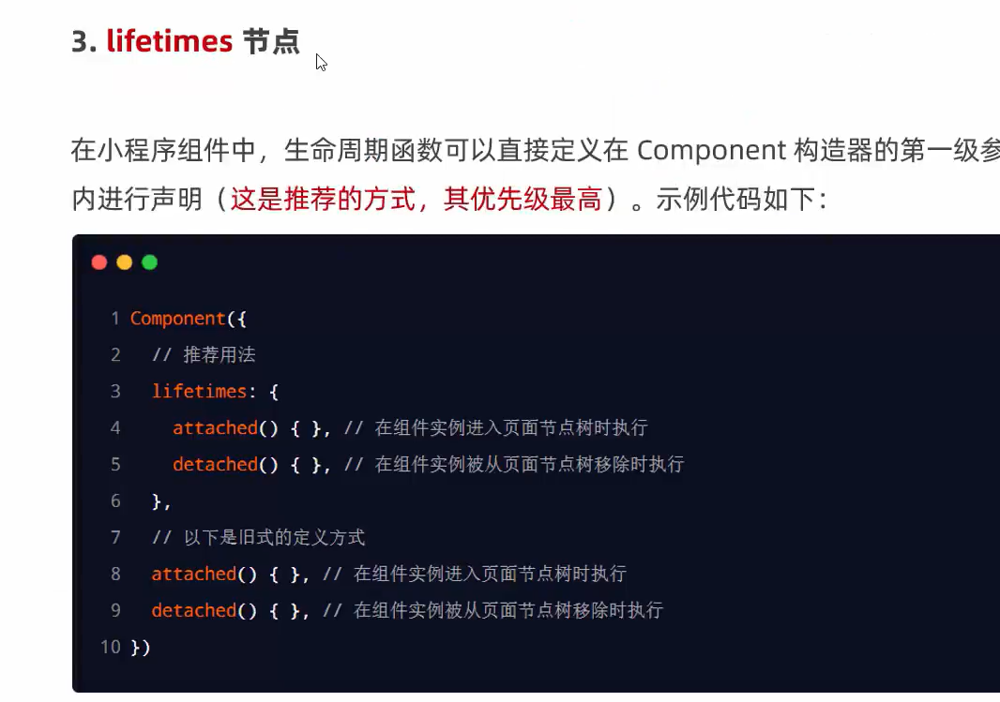 3. lifetimes 节点
在小程序组件中，生命周期函数可以直接定义在 Component 构造器的第一级参
内进行声明（这是推荐的方式，其优先级最高）。示例代码如下：
1 Component({
2 // 推荐用法
3 lifetimes: {
4 attached() { }, // 在组件实例进入页面节点树时执行
5 detached() { }, // 在组件实例被从页面节点树移除时执行
6 },
7 // 以下是旧式的定义方式
8 attached() { }, // 在组件实例进入页面节点树时执行
9 detached() { }, // 在组件实例被从页面节点树移除时执行
10 })